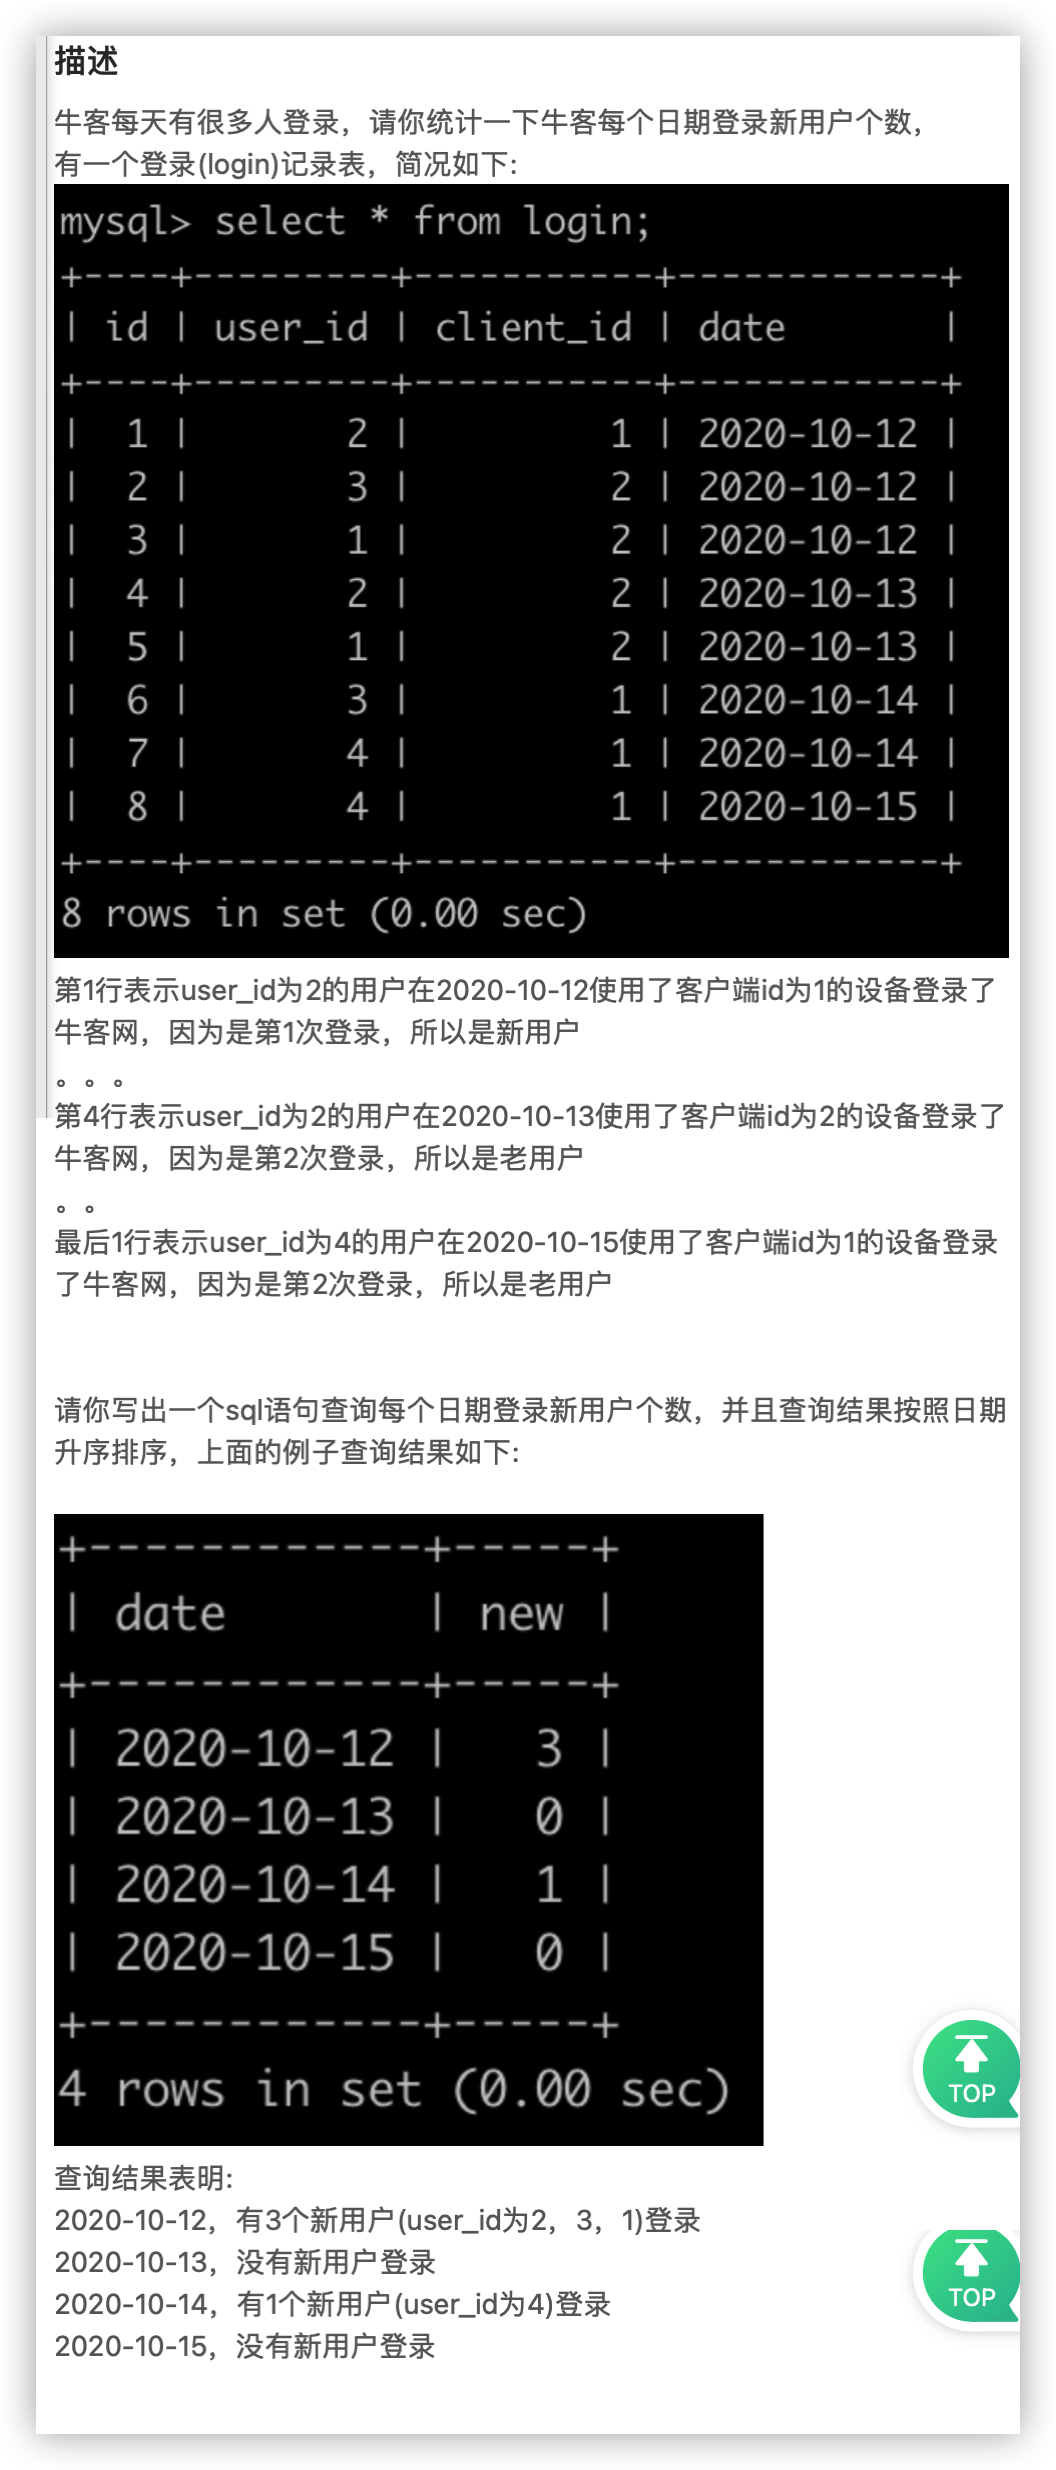 描述
牛客每天有很多人登录，请你统计一下牛客每个日期登录新用户个数，
有一个登录(login)记录表，简况如下：
mysql> select * from login;
+----+---------+-----------+------------+
| id | user_id | client_id | date       |
+----+---------+-----------+------------+
|  1 |       2 |         1 | 2020-10-12 |
|  2 |       3 |         2 | 2020-10-12 |
|  3 |       1 |         2 | 2020-10-12 |
|  4 |       2 |         2 | 2020-10-13 |
|  5 |       1 |         2 | 2020-10-13 |
|  6 |       3 |         1 | 2020-10-14 |
|  7 |       4 |         1 | 2020-10-14 |
|  8 |       4 |         1 | 2020-10-15 |
+----+---------+-----------+------------+
8 rows in set (0.00 sec)
第1行表示user_id为2的用户在2020-10-12使用了客户端id为1的设备登录了
牛客网，因为是第1次登录，所以是新用户
。。。
第4行表示user_id为2的用户在2020-10-13使用了客户端id为2的设备登录了
牛客网，因为是第2次登录，所以是老用户
。。
最后1行表示user_id为4的用户在2020-10-15使用了客户端id为1的设备登录
了牛客网，因为是第2次登录，所以是老用户
请你写出一个sql语句查询每个日期登录新用户个数，并且查询结果按照日期
升序排序，上面的例子查询结果如下：
+------------+-----+
| date       | new |
+------------+-----+
| 2020-10-12 |   3 |
| 2020-10-13 |   0 |
| 2020-10-14 |   1 |
| 2020-10-15 |   0 |
+------------+-----+
4 rows in set (0.00 sec)
TOP
查询结果表明：
2020-10-12，有3个新用户(user_id为2，3，1)登录
2020-10-13，没有新用户登录
2020-10-14，有1个新用户(user_id为4)登录
TOP
2020-10-15，没有新用户登录